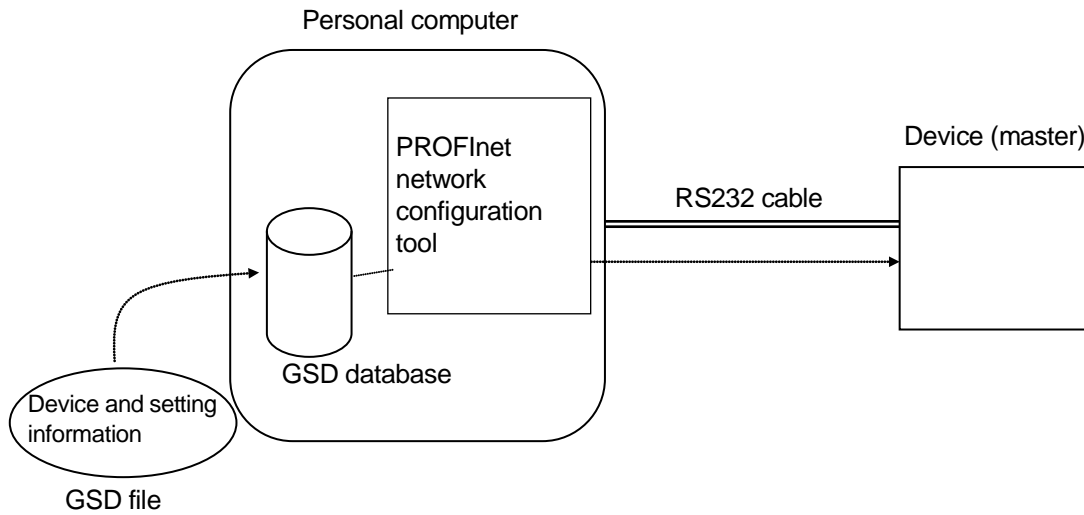 Personal computer
PROFInet
network
configuration
tool
Device (master)
RS232 cable
GSD database
Device and setting
information
GSD file